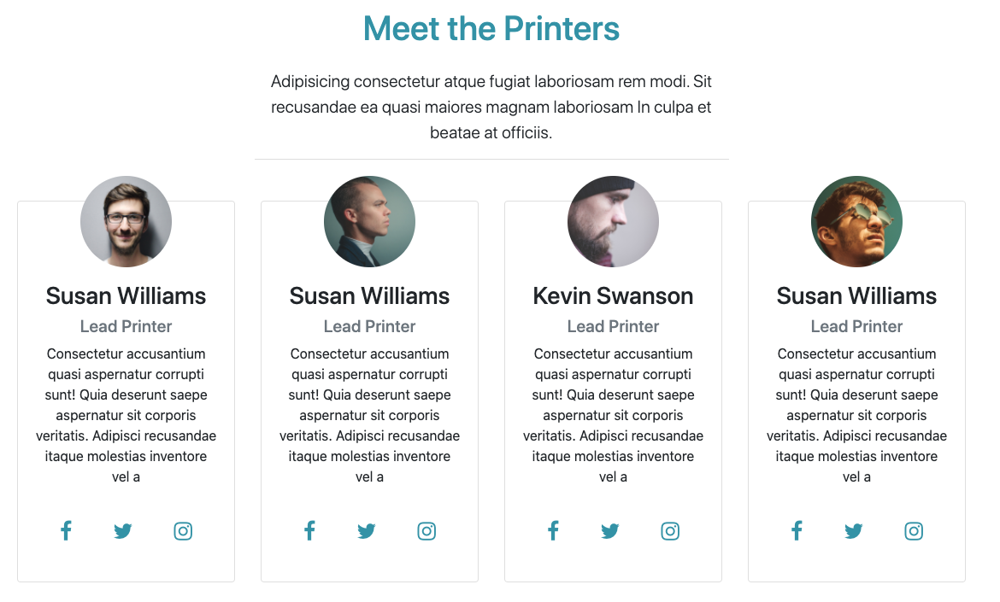 Meet the Printers
Adipisicing consectetur atque fugiat laboriosam rem modi. Sit
recusandae ea quasi maiores magnam laboriosam In culpa et
beatae at officiis.
Susan Williams
Lead Printer
Consectetur accusantium
quasi aspernatur corrupti
sunt! Quia deserunt saepe
aspernatur sit corporis
veritatis. Adipisci recusandae
itaque molestias inventore
vel a
Susan Williams
Lead Printer
Consectetur accusantium
quasi aspernatur corrupti
sunt! Quia deserunt saepe
aspernatur sit corporis
veritatis. Adipisci recusandae
itaque molestias inventore
vel a
Kevin Swanson
Lead Printer
Consectetur accusantium
quasi aspernatur corrupti
sunt! Quia deserunt saepe
aspernatur sit corporis
veritatis. Adipisci recusandae
itaque molestias inventore
vel a
Susan Williams
Lead Printer
Consectetur accusantium
quasi aspernatur corrupti
sunt! Quia deserunt saepe
aspernatur sit corporis
veritatis. Adipisci recusandae
itaque molestias inventore
vel a